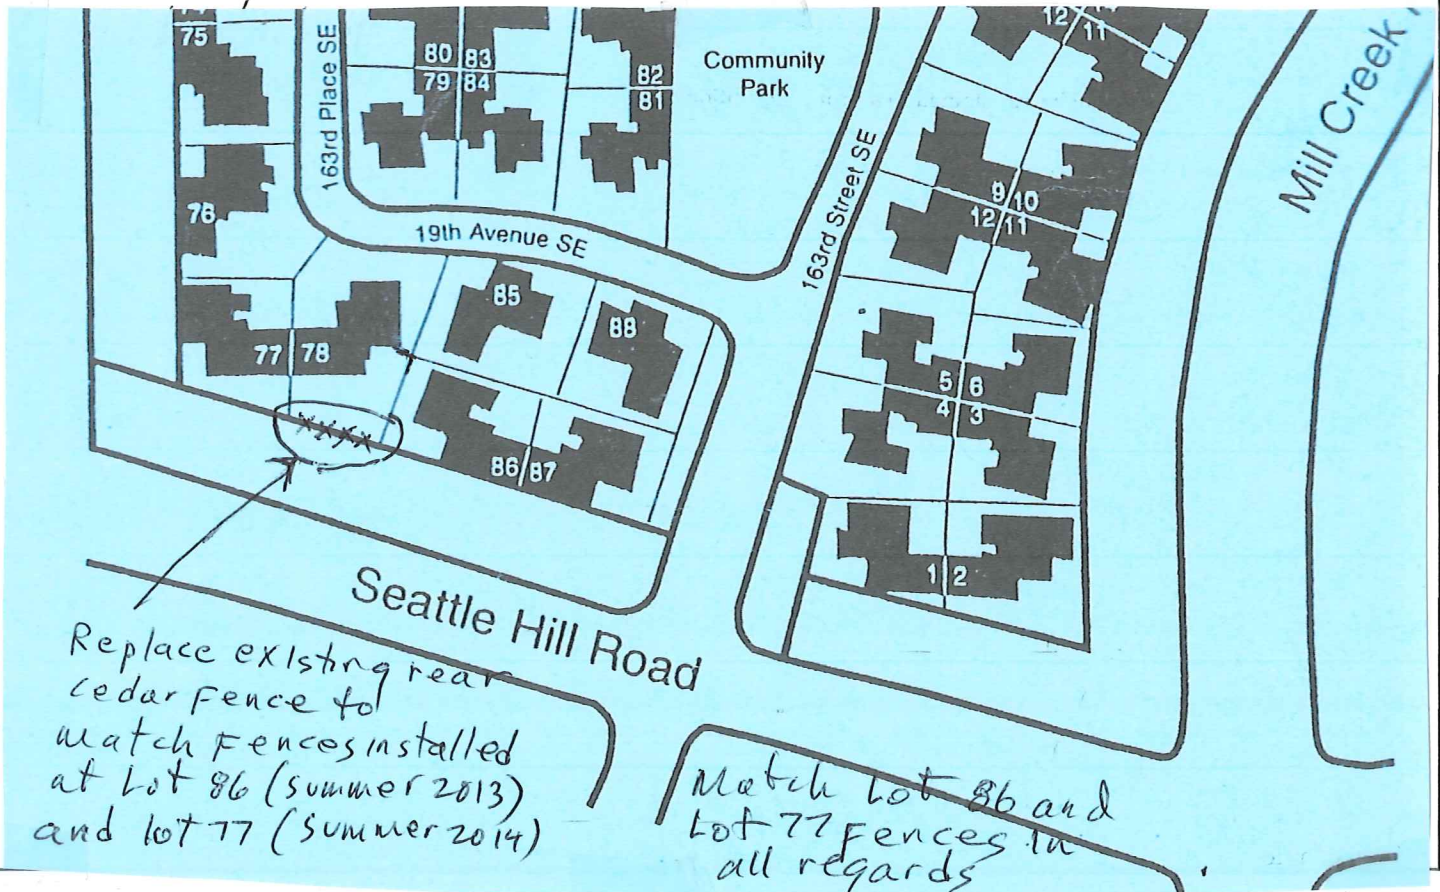 75
163rd Place SE
80 83
79 84
82
81
Community
Park
12
11
Mill Creek
76
163rd Street SE
9 10
12 11
19th Avenue SE
85
88
77 78
5 6
4 3
xxxx
86 87
1 2
Seattle Hill Road
Replace existing rear
cedar fence to
match fences installed
at Lot 86 (summer 2013)
and lot 77 (summer 2014)
Match Lot 86 and
Lot 77 Fences in
all regards